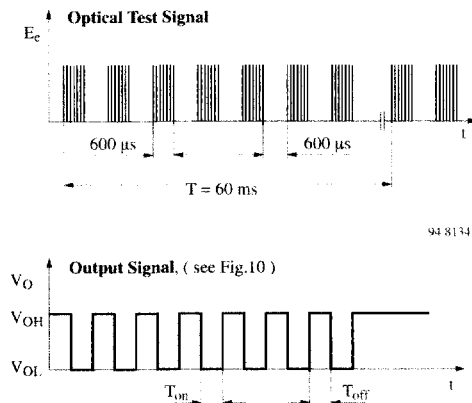 Optical Test Signal
Ee
t
600 µs
600 µs
T = 60 ms
94 8134
Output Signal, ( see Fig.10 )
VO
VOH
VOL
t
Ton
Toff